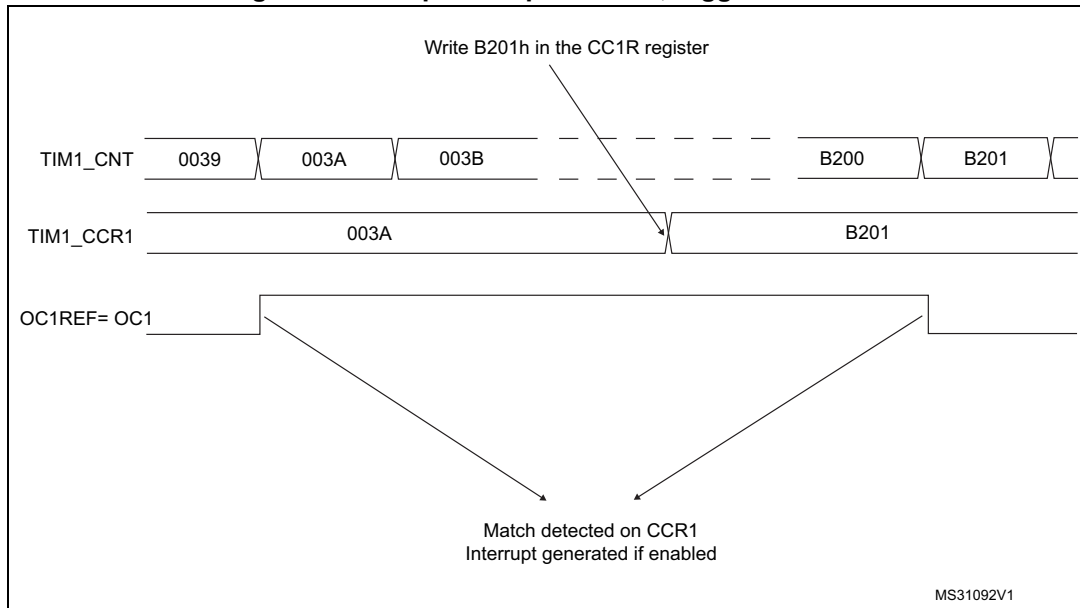 Write B201h in the CC1R register
TIM1_CNT 0039 003A 003B B200 B201
TIM1_CCR1 003A B201
OC1REF= OC1
Match detected on CCR1
Interrupt generated if enabled
MS31092V1